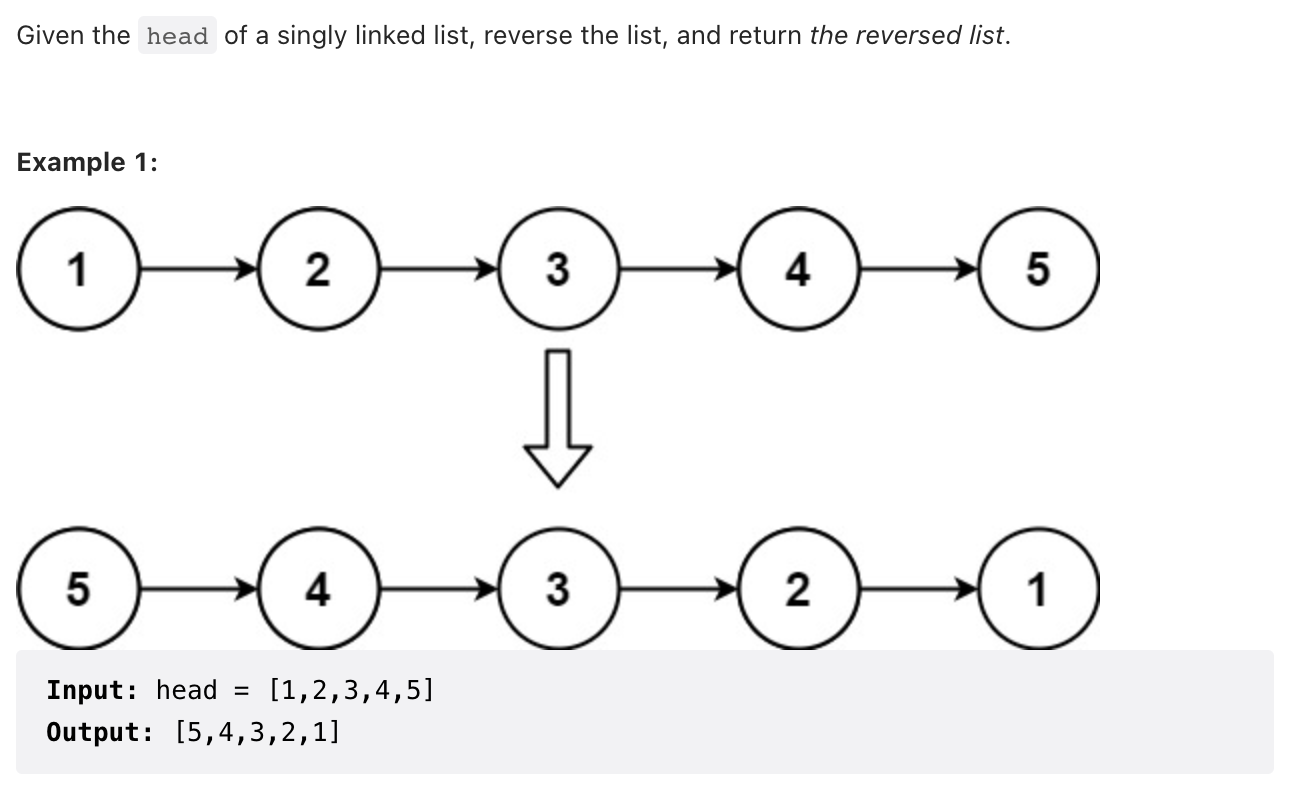 Given the head of a singly linked list, reverse the list, and return the reversed list.
Example 1:
1 2 3 4 5
5 4 3 2 1
Input: head = [1,2,3,4,5]
Output: [5,4,3,2,1]